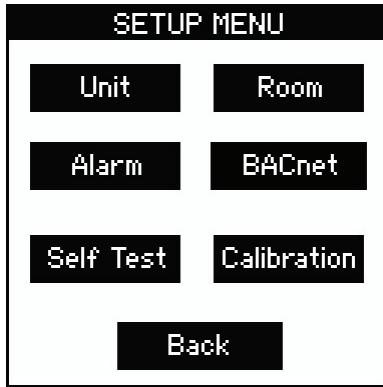 SETUP MENU
Unit Room
Alarm BACnet
Self Test Calibration
Back